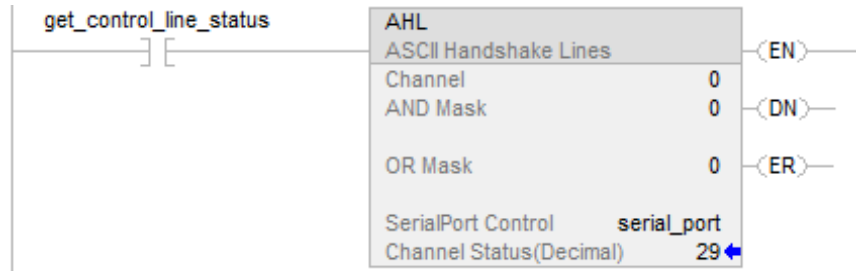 get_control_line_status
AHL
ASCII Handshake Lines
(EN)
Channel 0
AND Mask 0
(DN)
OR Mask 0
(ER)
SerialPort Control serial_port
Channel Status(Decimal) 29